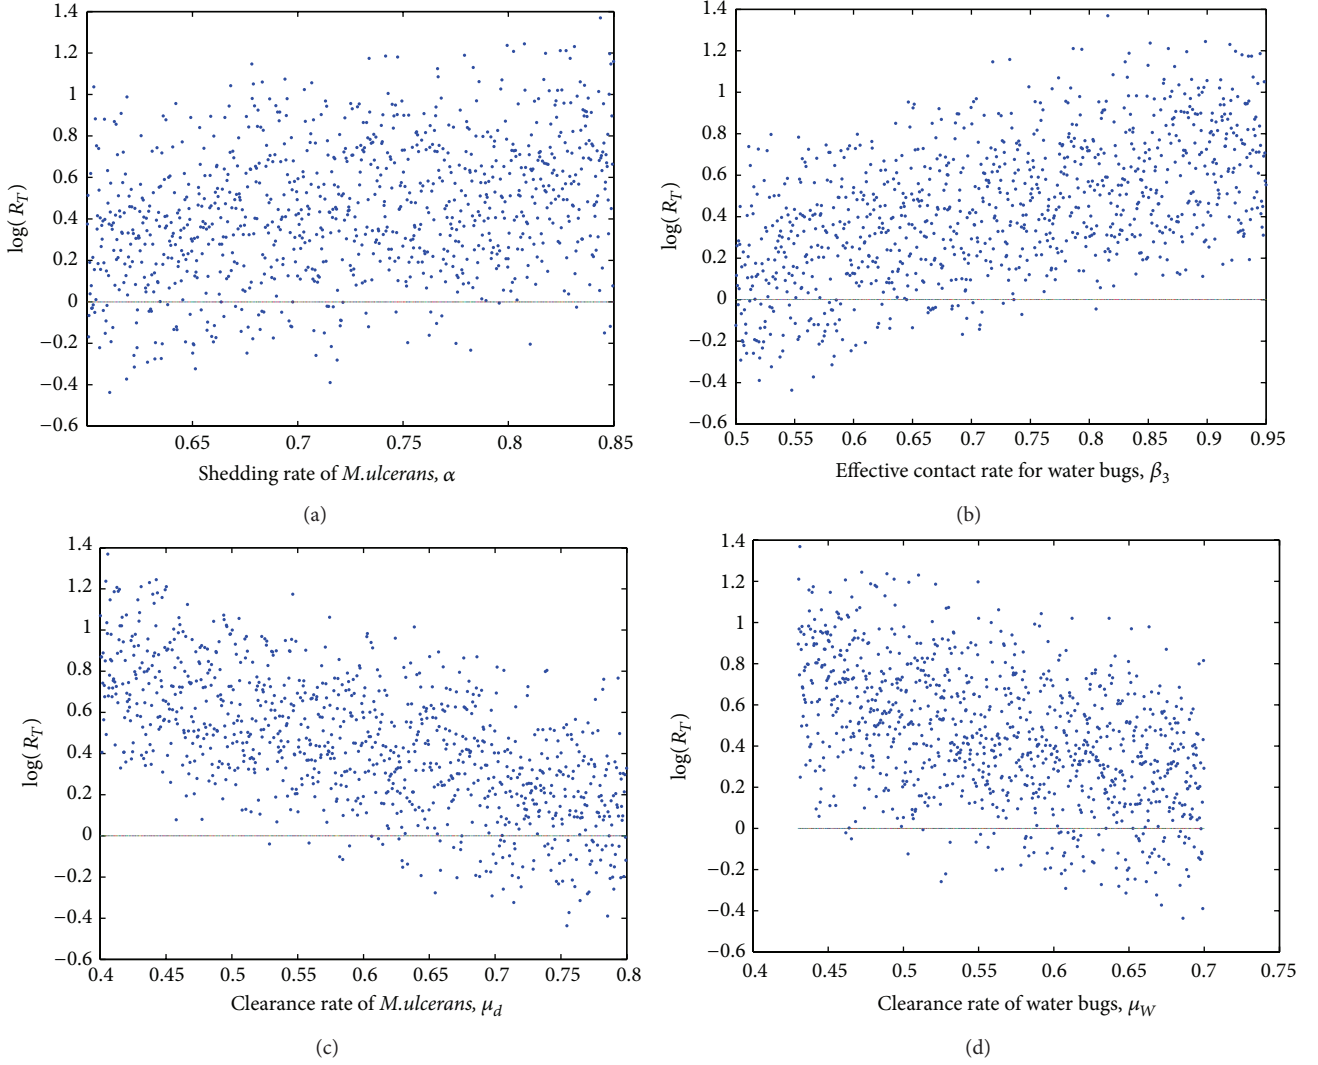 1.4
1.2
1
0.8
0.6
0.4
0.2
0
−0.2
−0.4
−0.6
0.65 0.7 0.75 0.8 0.85
log(R_T)
Shedding rate of M.ulcerans, α
(a)
1.4
1.2
1
0.8
0.6
0.4
0.2
0
−0.2
−0.4
−0.6
0.5 0.55 0.6 0.65 0.7 0.75 0.8 0.85 0.9 0.95
log(R_T)
Effective contact rate for water bugs, β_3
(b)
1.4
1.2
1
0.8
0.6
0.4
0.2
0
−0.2
−0.4
−0.6
0.4 0.45 0.5 0.55 0.6 0.65 0.7 0.75 0.8
log(R_T)
Clearance rate of M.ulcerans, μ_d
(c)
1.4
1.2
1
0.8
0.6
0.4
0.2
0
−0.2
−0.4
−0.6
0.4 0.45 0.5 0.55 0.6 0.65 0.7 0.75
log(R_T)
Clearance rate of water bugs, μ_W
(d)